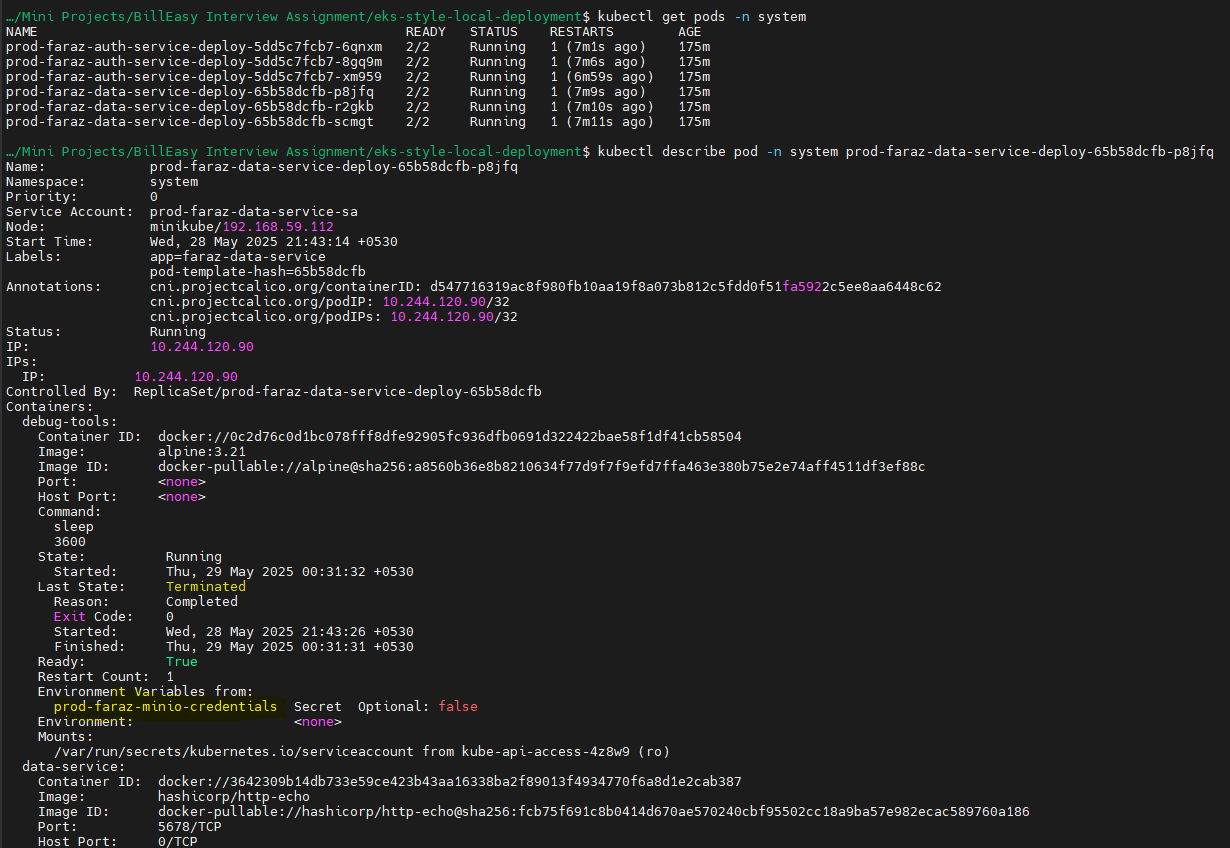 …/Mini Projects/BillEasy Interview Assignment/eks-style-local-deployment$ kubectl get pods -n system
NAME READY STATUS RESTARTS AGE
prod-faraz-auth-service-deploy-5dd5c7fcb7-6qnxm 2/2 Running 1 (7m1s ago) 175m
prod-faraz-auth-service-deploy-5dd5c7fcb7-8gq9m 2/2 Running 1 (7m6s ago) 175m
prod-faraz-auth-service-deploy-5dd5c7fcb7-xm959 2/2 Running 1 (6m59s ago) 175m
prod-faraz-data-service-deploy-65b58dcfb-p8jfq 2/2 Running 1 (7m9s ago) 175m
prod-faraz-data-service-deploy-65b58dcfb-r2gkb 2/2 Running 1 (7m10s ago) 175m
prod-faraz-data-service-deploy-65b58dcfb-scmgt 2/2 Running 1 (7m11s ago) 175m
…/Mini Projects/BillEasy Interview Assignment/eks-style-local-deployment$ kubectl describe pod -n system prod-faraz-data-service-deploy-65b58dcfb-p8jfq
Name: prod-faraz-data-service-deploy-65b58dcfb-p8jfq
Namespace: system
Priority: 0
Service Account: prod-faraz-data-service-sa
Node: minikube/192.168.59.112
Start Time: Wed, 28 May 2025 21:43:14 +0530
Labels: app=faraz-data-service
pod-template-hash=65b58dcfb
Annotations: cni.projectcalico.org/containerID: d547716319ac8f980fb10aa19f8a073b812c5fdd0f51fa5922c5ee8aa6448c62
cni.projectcalico.org/podIP: 10.244.120.90/32
cni.projectcalico.org/podIPs: 10.244.120.90/32
Status: Running
IP: 10.244.120.90
IPs:
IP: 10.244.120.90
Controlled By: ReplicaSet/prod-faraz-data-service-deploy-65b58dcfb
Containers:
debug-tools:
Container ID: docker://0c2d76c0d1bc078fff8dfe92905fc936dfb0691d322422bae58f1df41cb58504
Image: alpine:3.21
Image ID: docker-pullable://alpine@sha256:a8560b36e8b8210634f77d9f7f9efd7ffa463e380b75e2e74aff4511df3ef88c
Port: <none>
Host Port: <none>
Command:
sleep
3600
State: Running
Started: Thu, 29 May 2025 00:31:32 +0530
Last State: Terminated
Reason: Completed
Exit Code: 0
Started: Wed, 28 May 2025 21:43:26 +0530
Finished: Thu, 29 May 2025 00:31:31 +0530
Ready: True
Restart Count: 1
Environment Variables from:
prod-faraz-minio-credentials Secret Optional: false
Environment: <none>
Mounts:
/var/run/secrets/kubernetes.io/serviceaccount from kube-api-access-4z8w9 (ro)
data-service:
Container ID: docker://3642309b14db733e59ce423b43aa16338ba2f89013f4934770f6a8d1e2cab387
Image: hashicorp/http-echo
Image ID: docker-pullable://hashicorp/http-echo@sha256:fcb75f691c8b0414d670ae570240cbf95502cc18a9ba57e982ecac589760a186
Port: 5678/TCP
Host Port: 0/TCP